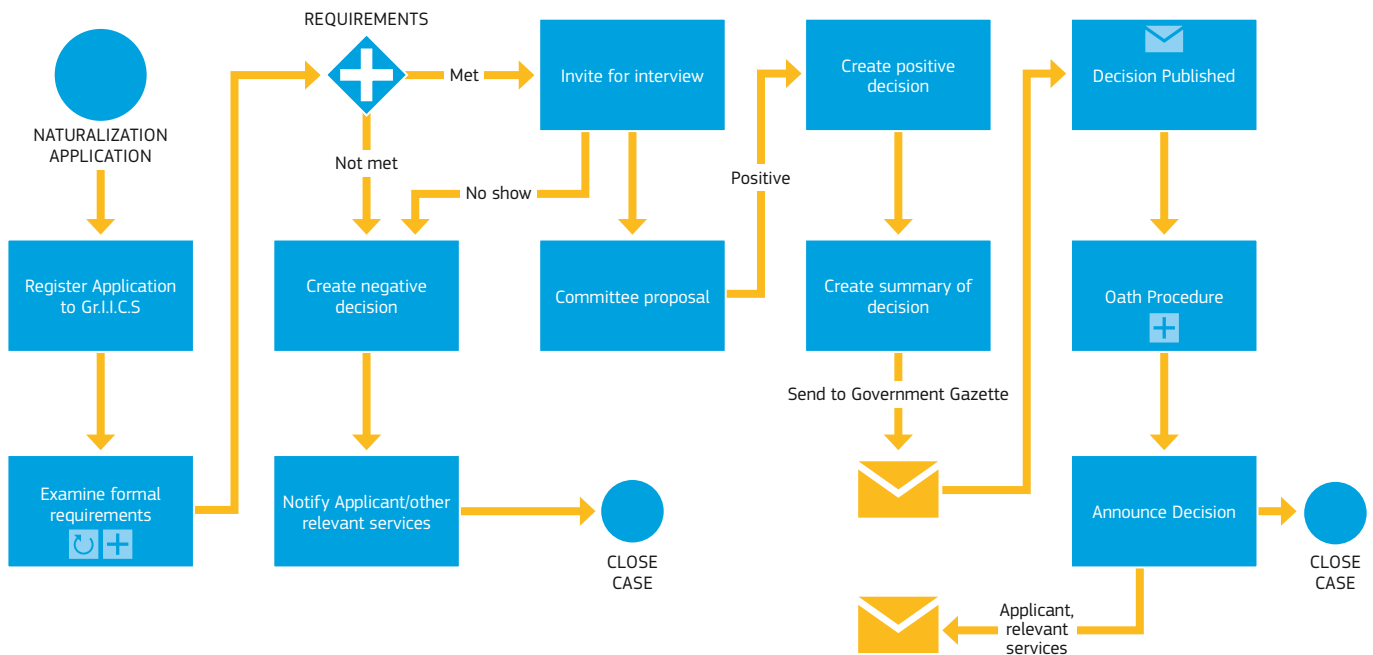 REQUIREMENTS
NATURALIZATION
APPLICATION
Met
Invite for interview
Create positive
decision
Decision Published
Not met
No show
Positive
Register Application
to Gr.I.I.C.S
Create negative
decision
Committee proposal
Create summary of
decision
Oath Procedure
Send to Government Gazette
Examine formal
requirements
Notify Applicant/other
relevant services
CLOSE
CASE
Announce Decision
CLOSE
CASE
Applicant,
relevant
services